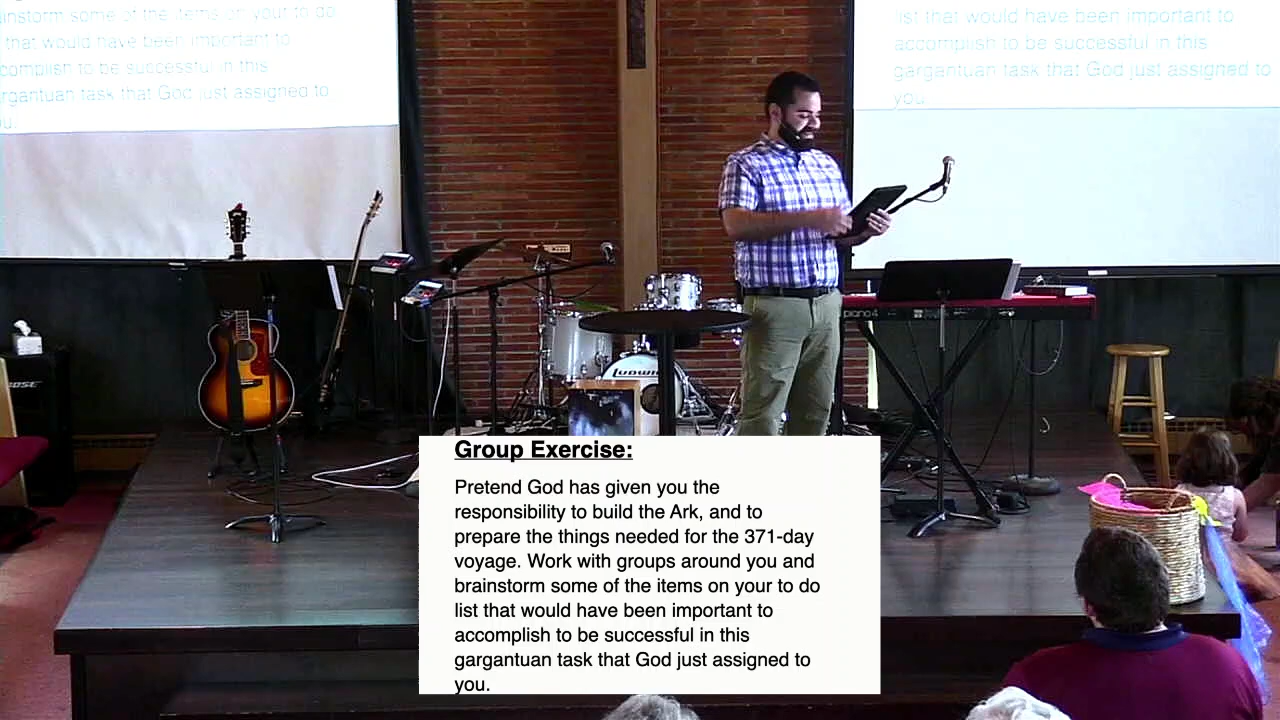 ainstorm some of the items on your to do
that would have been important to
complish to be successful in this
rgantuan task that God just assigned to
u.
list that would have been important to
accomplish to be successful in this
gargantuan task that God just assigned to
you.
BOSE
LUDWIG
piano4
Group Exercise:
Pretend God has given you the
responsibility to build the Ark, and to
prepare the things needed for the 371-day
voyage. Work with groups around you and
brainstorm some of the items on your to do
list that would have been important to
accomplish to be successful in this
gargantuan task that God just assigned to
you.